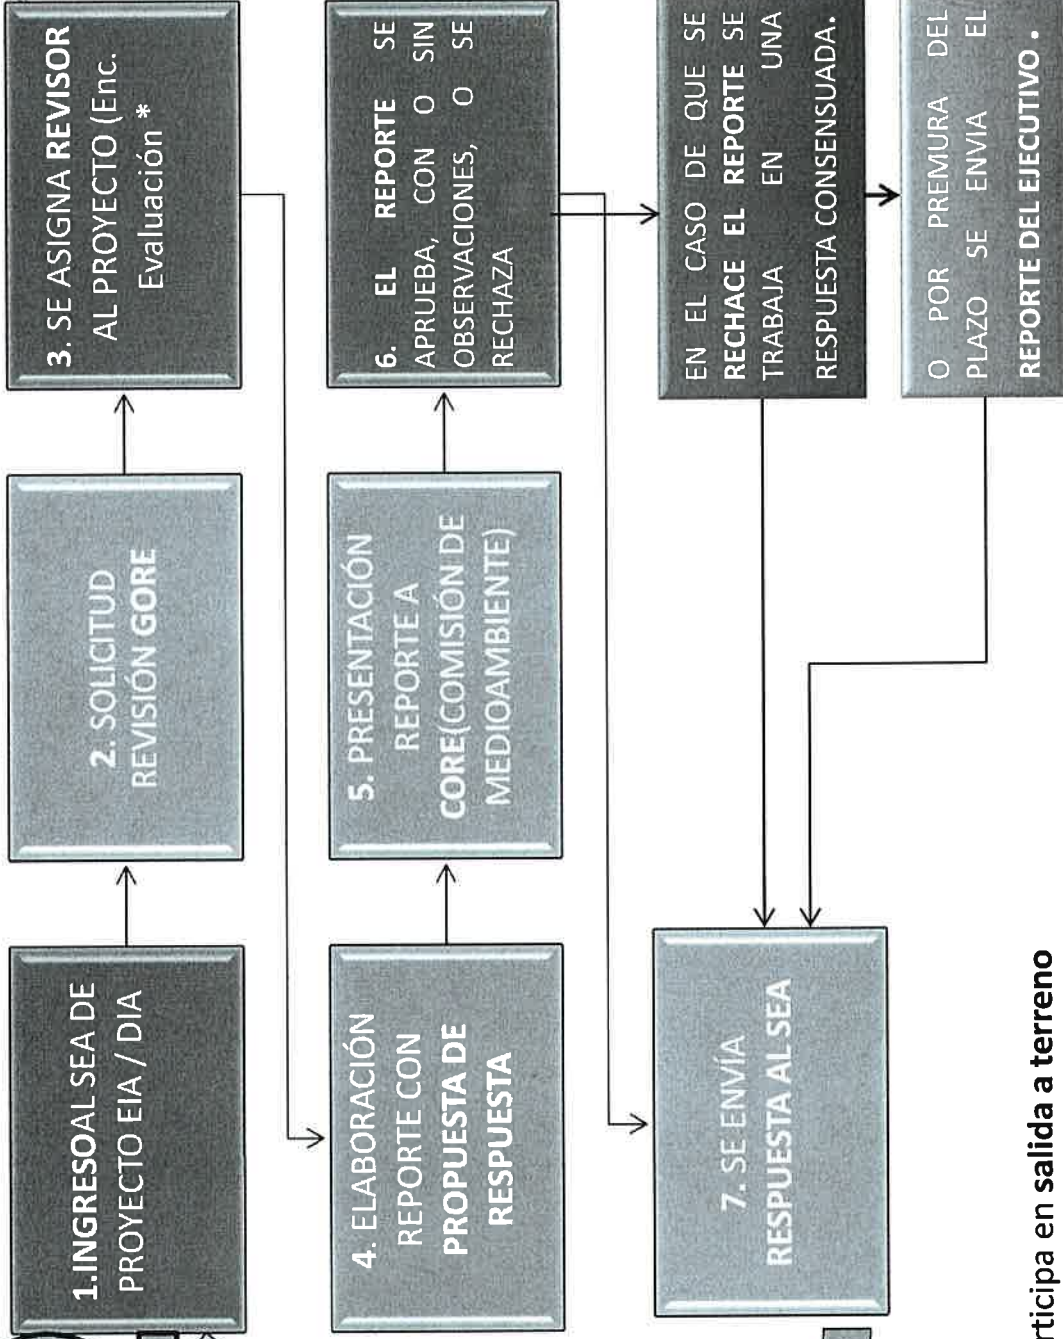 1.INGRESOAL SEA DE
PROYECTO EIA / DIA
2. SOLICITUD
REVISIÓN GORE
3. SE ASIGNA REVISOR
AL PROYECTO (Enc.
Evaluación *
4. ELABORACIÓN
REPORTE CON
PROPUESTA DE
RESPUESTA
5. PRESENTACIÓN
REPORTE A
CORE(COMISIÓN DE
MEDIOAMBIENTE)
6. EL REPORTE SE
APRUEBA, CON O SIN
OBSERVACIONES, O SE
RECHAZA
7. SE ENVÍA
RESPUESTA AL SEA
EN EL CASO DE QUE SE
RECHACE EL REPORTE SE
TRABAJA EN UNA
RESPUESTA CONSENSUADA.
O POR PREMURA DEL
PLAZO SE ENVIA EL
REPORTE DEL EJECUTIVO .
rticipa en salida a terreno